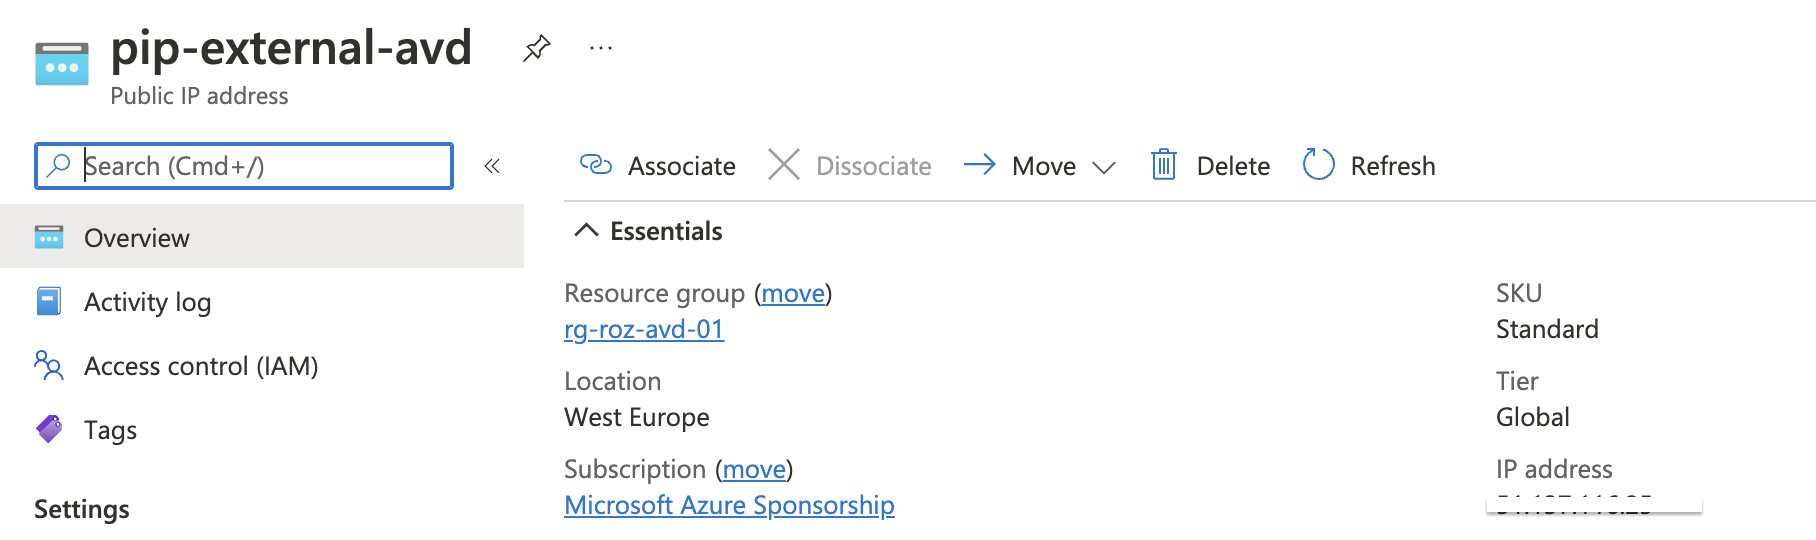 pip-external-avd
Public IP address
Search (Cmd+/)
Associate
Dissociate
Move
Delete
Refresh
Overview
Activity log
Access control (IAM)
Tags
Settings
Essentials
Resource group (move)
rg-roz-avd-01
Location
West Europe
Subscription (move)
Microsoft Azure Sponsorship
SKU
Standard
Tier
Global
IP address